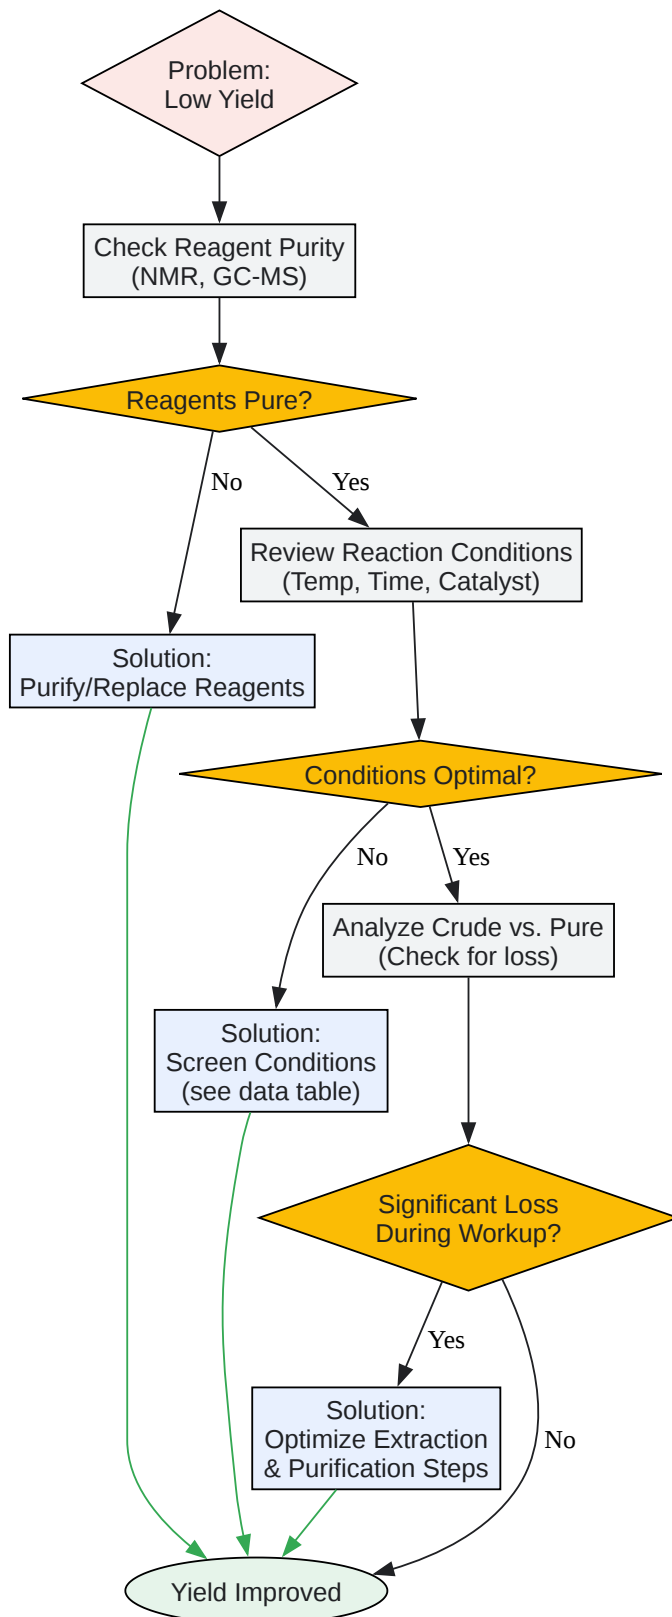 Problem:
Low Yield
Check Reagent Purity
(NMR, GC-MS)
Reagents Pure?
No
Yes
Review Reaction Conditions
(Temp, Time, Catalyst)
Solution:
Purify/Replace Reagents
Conditions Optimal?
No
Yes
Analyze Crude vs. Pure
(Check for loss)
Solution:
Screen Conditions
(see data table)
Significant Loss
During Workup?
Yes
Solution:
Optimize Extraction
& Purification Steps
No
Yield Improved